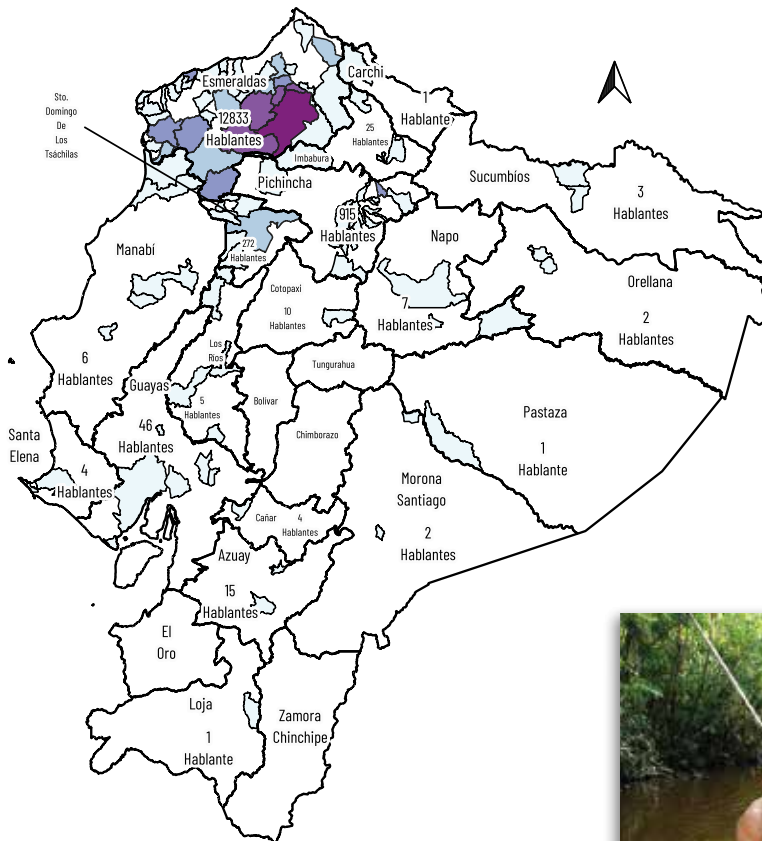 Esmeraldas
12833
Hablantes
Carchi
1
Hablante
Sto.
Domingo
De
Los
Tsáchilas
25
Hablantes
Imbabura
Pichincha
915
Hablantes
Sucumbíos
3
Hablantes
Manabí
6
Hablantes
272
Hablantes
Napo
7
Hablantes
Orellana
2
Hablantes
Cotopaxi
10
Hablantes
Los
Ríos
5
Hablantes
Tungurahua
Guayas
46
Hablantes
Bolivar
Chimborazo
Pastaza
1
Hablante
Santa
Elena
4
Hablantes
Morona
Santiago
2
Hablantes
Cañar
4
Hablantes
Azuay
15
Hablantes
El
Oro
Loja
1
Hablante
Zamora
Chinchipe